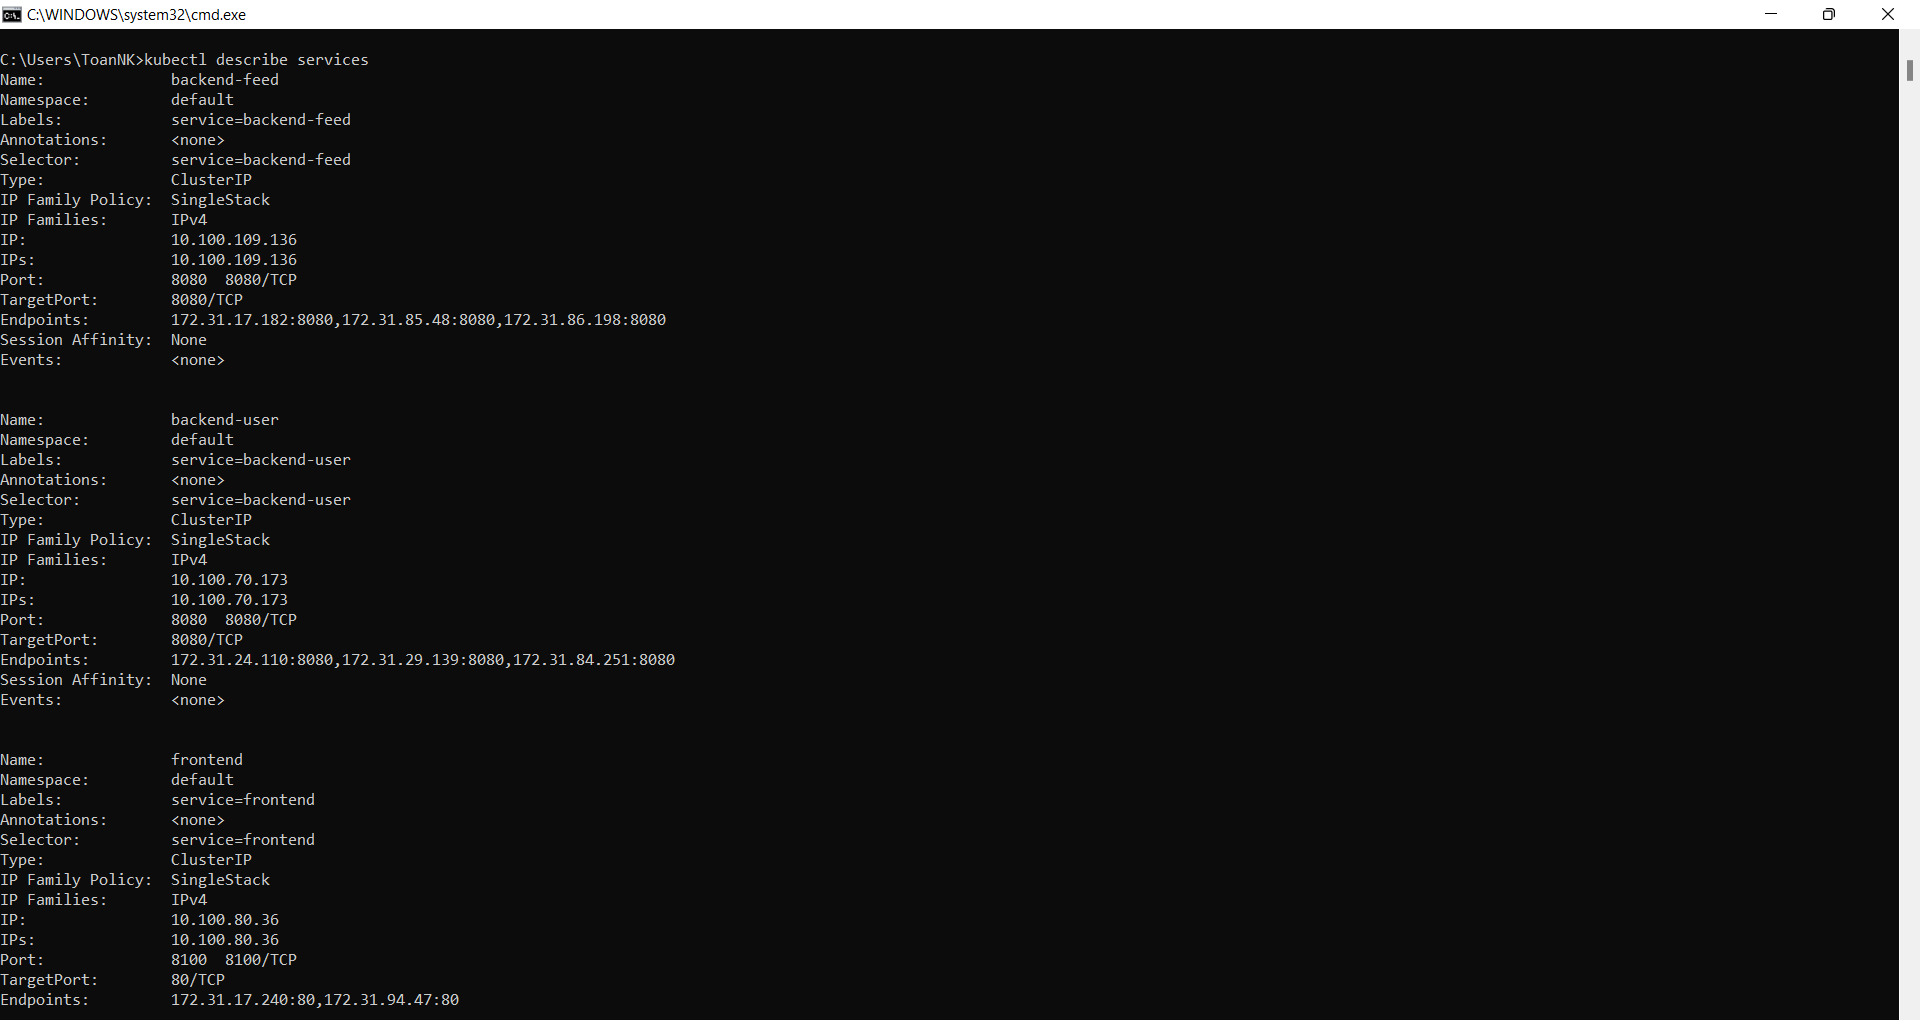 C:\WINDOWS\system32\cmd.exe
C:\Users\ToanNK>kubectl describe services
Name:              backend-feed
Namespace:         default
Labels:            service=backend-feed
Annotations:       <none>
Selector:          service=backend-feed
Type:              ClusterIP
IP Family Policy:  SingleStack
IP Families:       IPv4
IP:                10.100.109.136
IPs:               10.100.109.136
Port:              8080  8080/TCP
TargetPort:        8080/TCP
Endpoints:         172.31.17.182:8080,172.31.85.48:8080,172.31.86.198:8080
Session Affinity:  None
Events:            <none>
Name:              backend-user
Namespace:         default
Labels:            service=backend-user
Annotations:       <none>
Selector:          service=backend-user
Type:              ClusterIP
IP Family Policy:  SingleStack
IP Families:       IPv4
IP:                10.100.70.173
IPs:               10.100.70.173
Port:              8080  8080/TCP
TargetPort:        8080/TCP
Endpoints:         172.31.24.110:8080,172.31.29.139:8080,172.31.84.251:8080
Session Affinity:  None
Events:            <none>
Name:              frontend
Namespace:         default
Labels:            service=frontend
Annotations:       <none>
Selector:          service=frontend
Type:              ClusterIP
IP Family Policy:  SingleStack
IP Families:       IPv4
IP:                10.100.80.36
IPs:               10.100.80.36
Port:              8100  8100/TCP
TargetPort:        80/TCP
Endpoints:         172.31.17.240:80,172.31.94.47:80